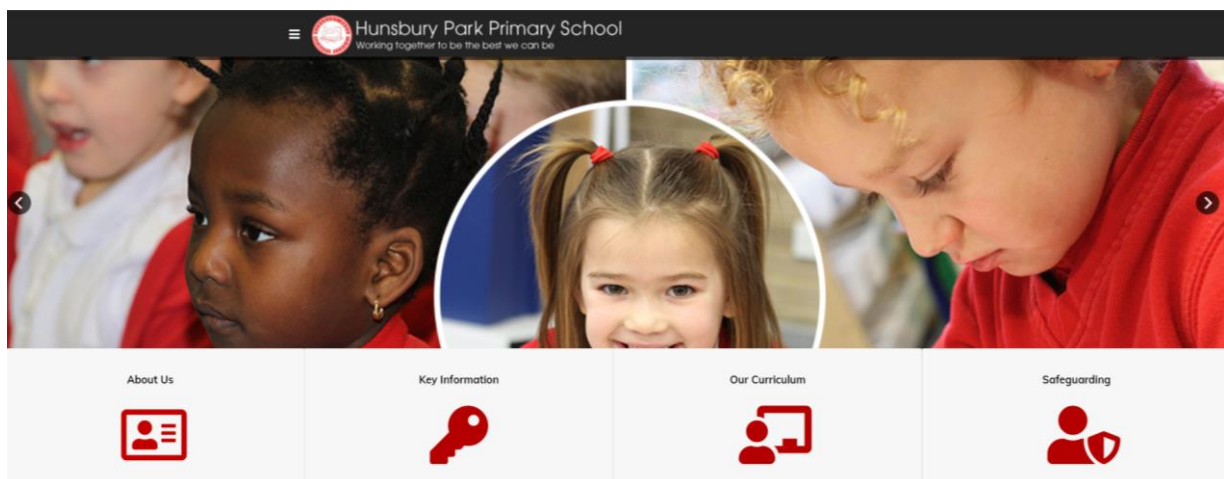 Hunsbury Park Primary School
Working together to be the best we can be
About Us
Key Information
Our Curriculum
Safeguarding